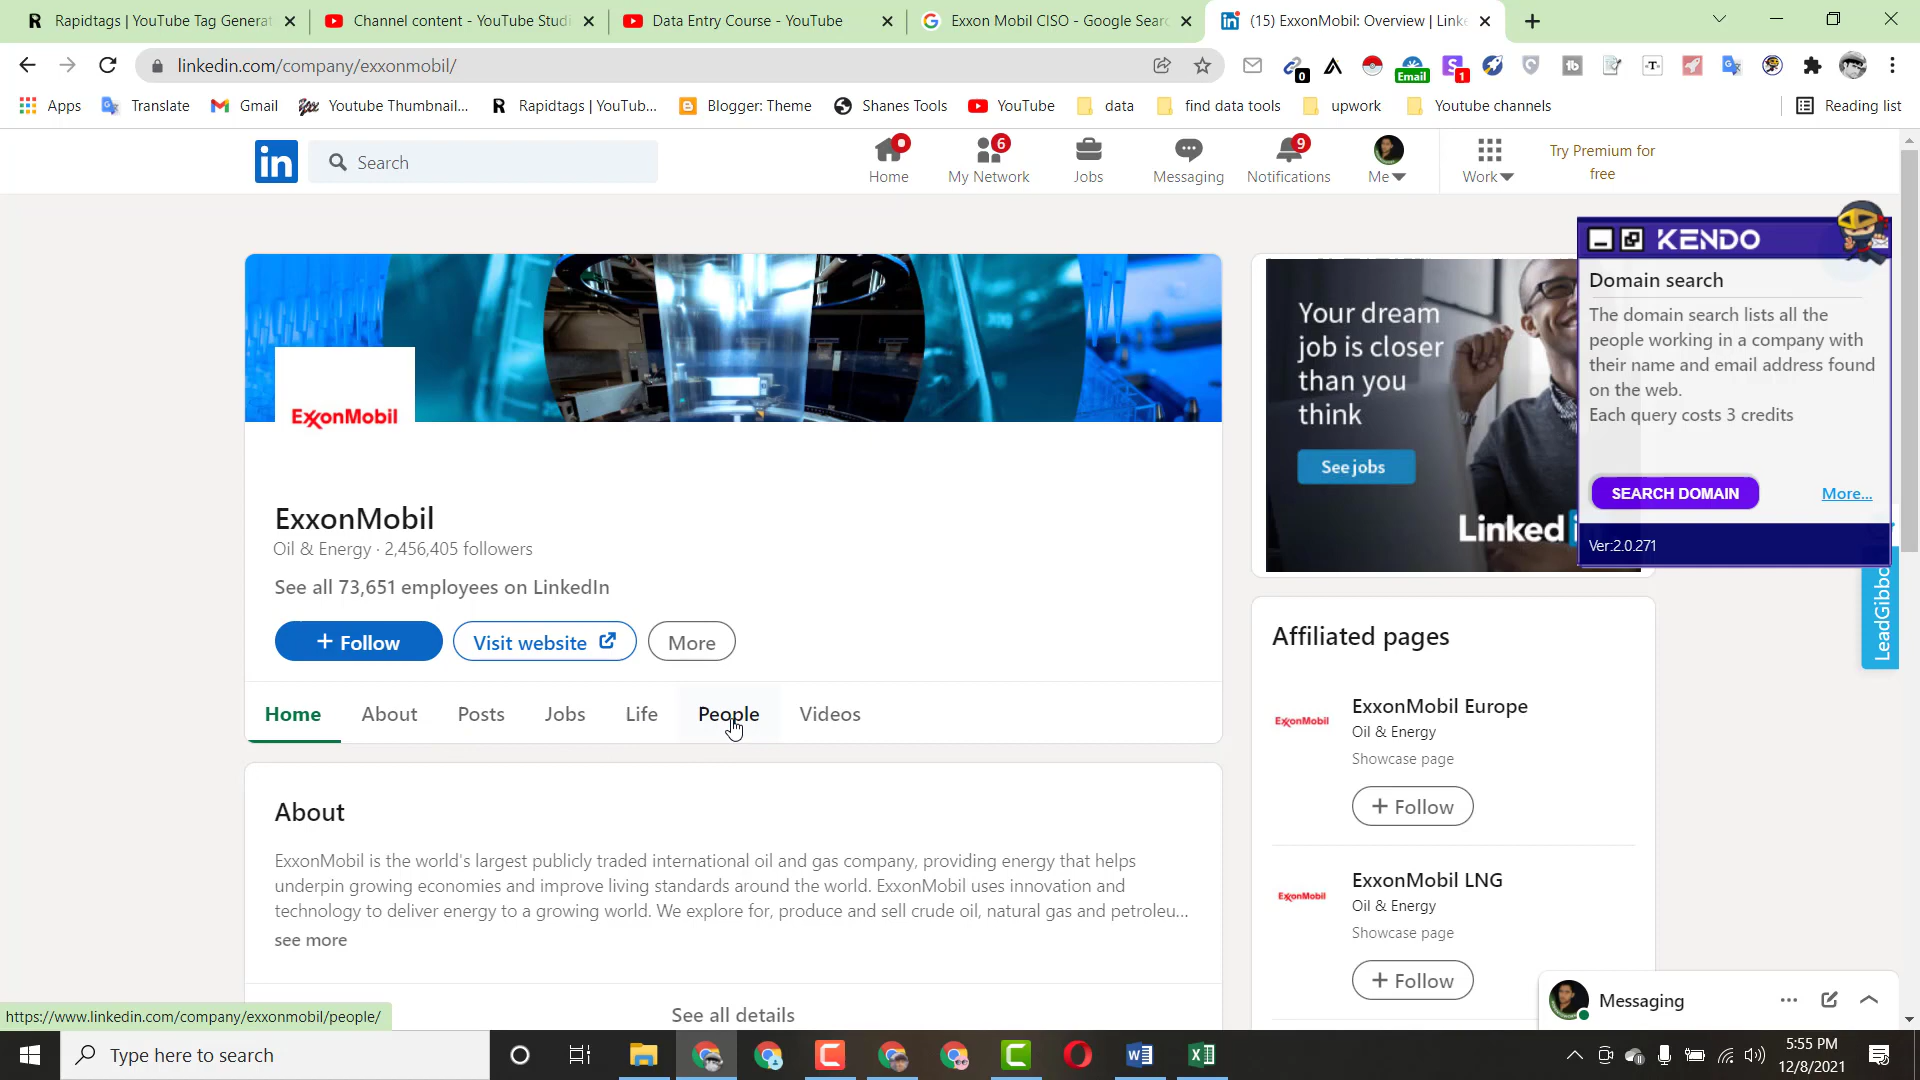 Rapidtags | YouTube Tag Generat
Channel content - YouTube Studi
Data Entry Course - YouTube
Exxon Mobil CISO - Google Searc
(15) ExxonMobil: Overview | Linke
linkedin.com/company/exxonmobil/
0
Email
1
tb
-T-
Apps
Translate
Gmail
Youtube Thumbnail...
R
Rapidtags | YouTub...
Blogger: Theme
Shanes Tools
YouTube
data
find data tools
upwork
Youtube channels
Reading list
in
Search
Home
6
My Network
Jobs
Messaging
9
Notifications
Me
Work
Try Premium for
free
ExxonMobil
ExxonMobil
Oil & Energy · 2,456,405 followers
See all 73,651 employees on LinkedIn
+ Follow
Visit website
More
Home
About
Posts
Jobs
Life
People
Videos
About
ExxonMobil is the world's largest publicly traded international oil and gas company, providing energy that helps
underpin growing economies and improve living standards around the world. ExxonMobil uses innovation and
technology to deliver energy to a growing world. We explore for, produce and sell crude oil, natural gas and petroleu...
see more
See all details
Your dream
job is closer
than you
think
See jobs
Linked
KENDO
Domain search
The domain search lists all the
people working in a company with
their name and email address found
on the web.
Each query costs 3 credits
SEARCH DOMAIN
More...
Ver:2.0.271
LeadGibbo
Affiliated pages
ExxonMobil
ExxonMobil Europe
Oil & Energy
Showcase page
+ Follow
ExxonMobil
ExxonMobil LNG
Oil & Energy
Showcase page
+ Follow
Messaging
https://www.linkedin.com/company/exxonmobil/people/
Type here to search
5:55 PM
12/8/2021